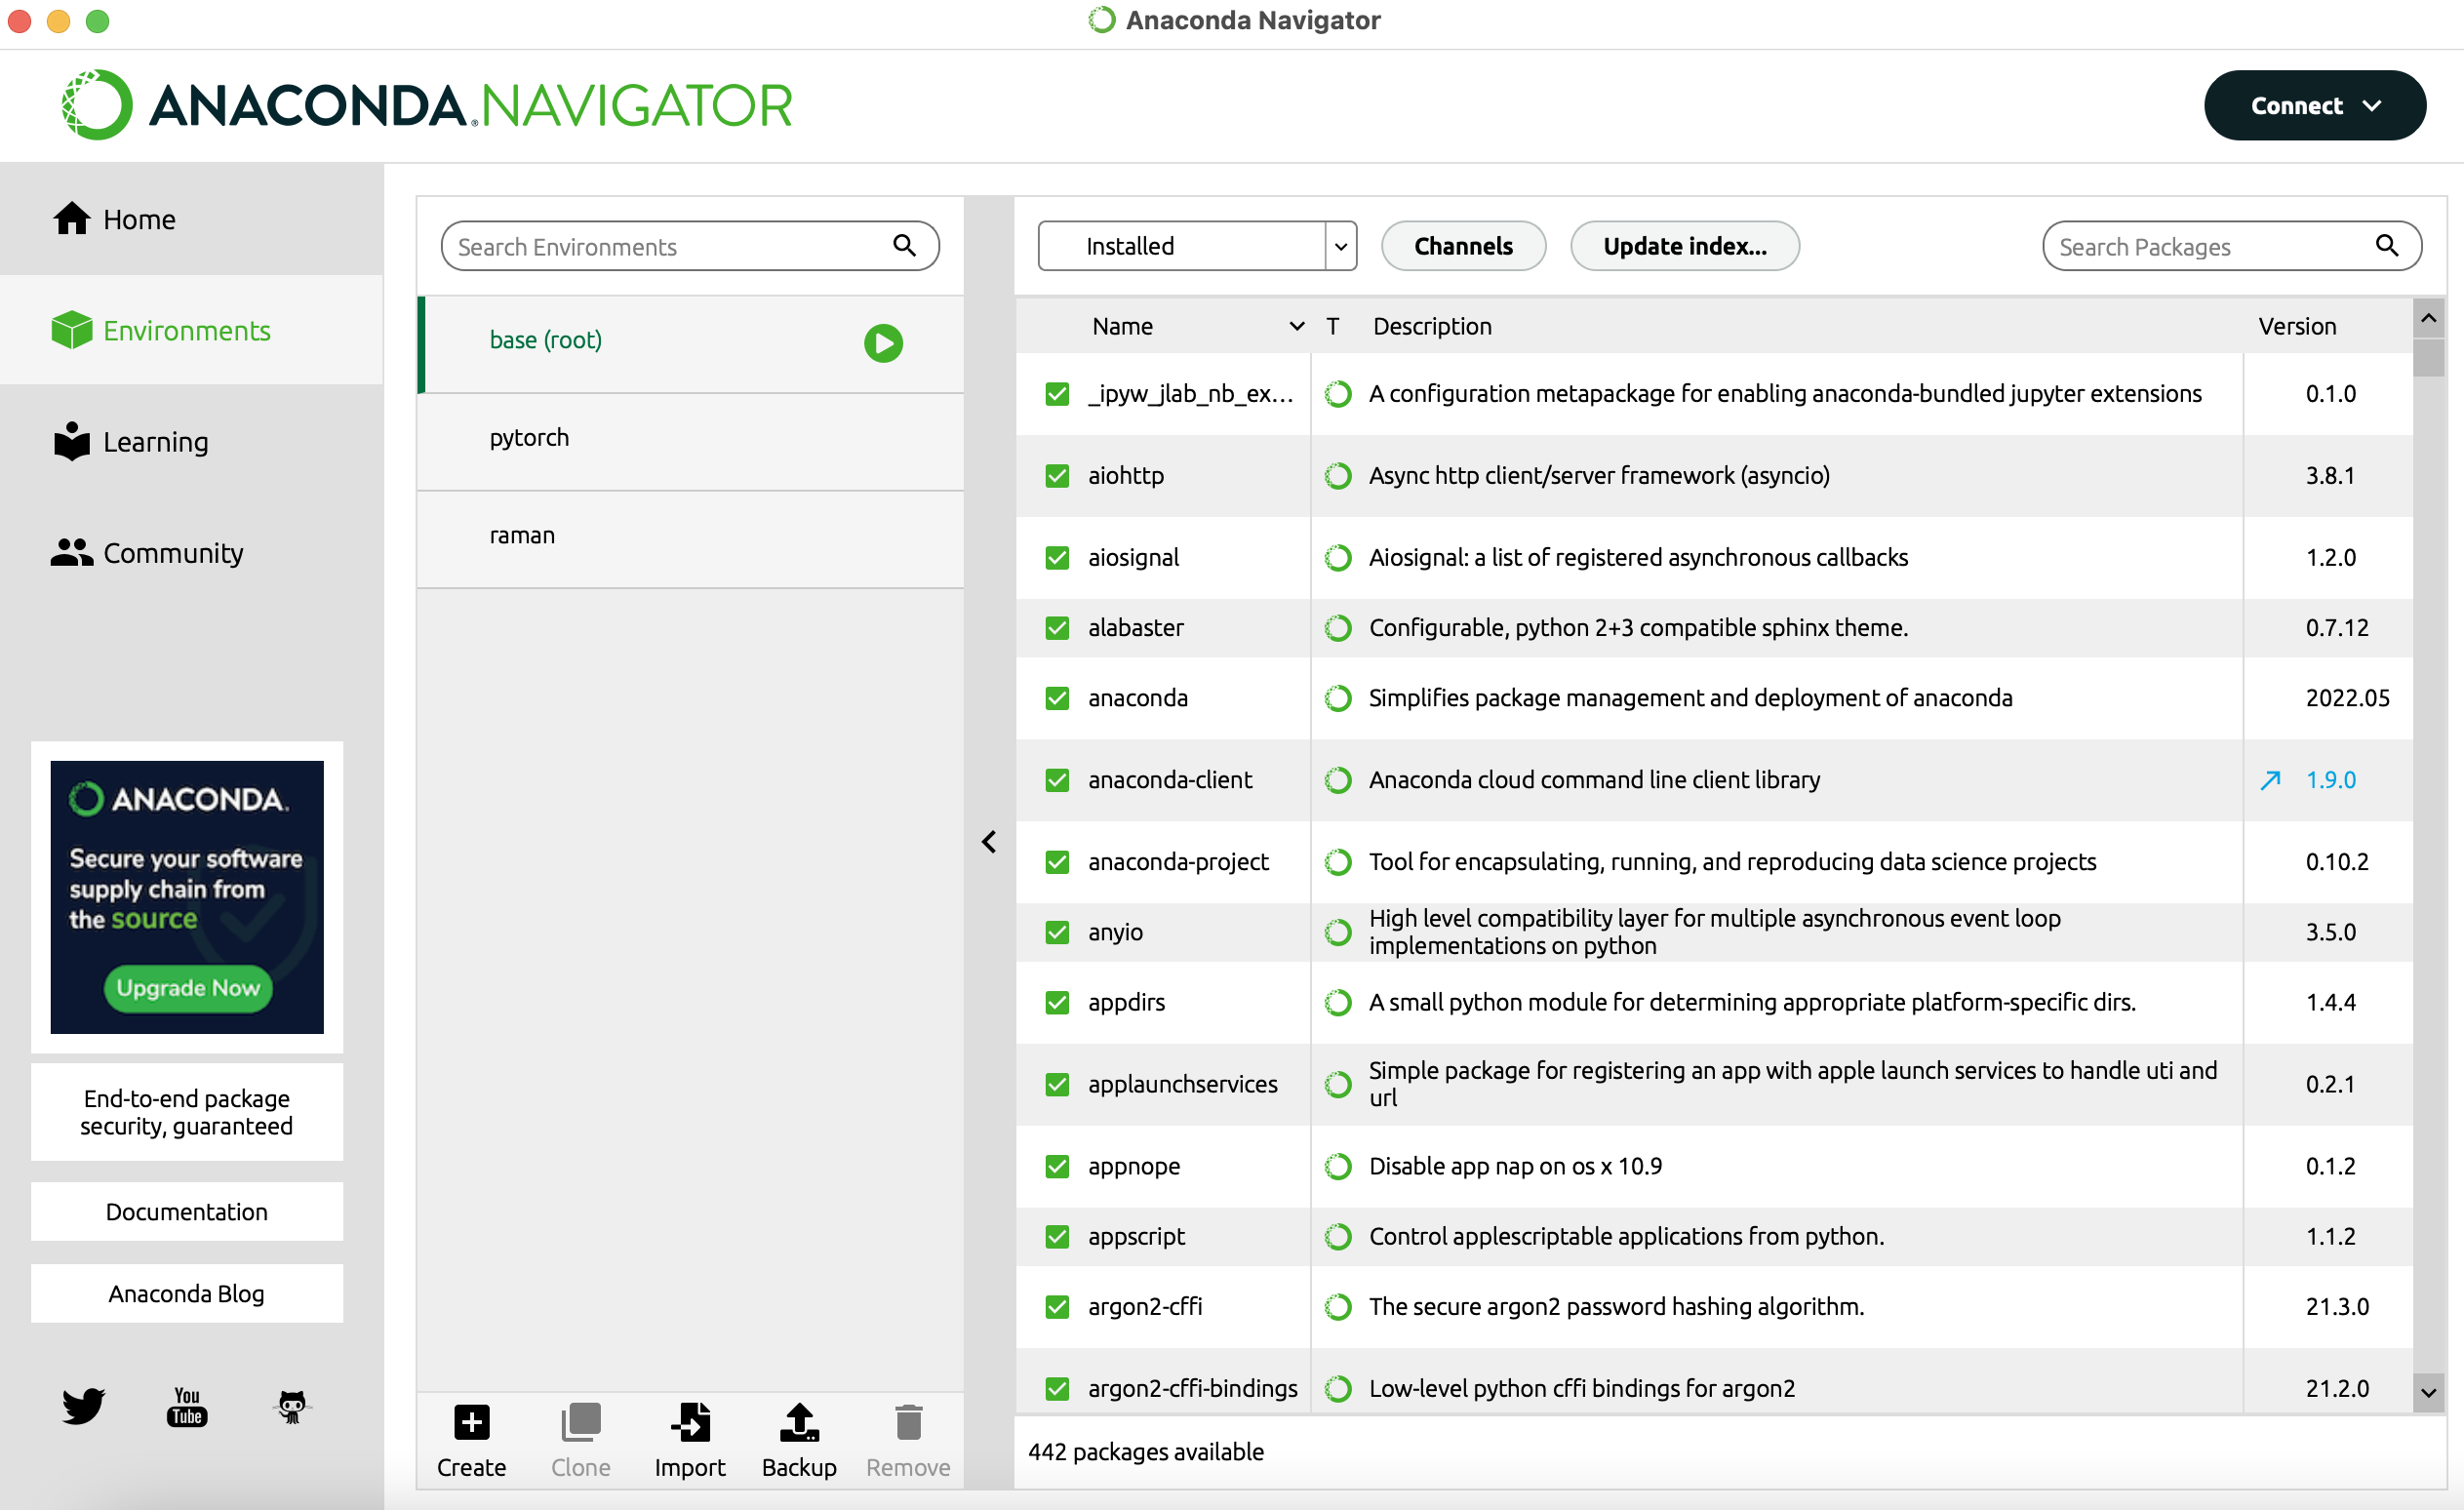 Anaconda Navigator
ANACONDA.NAVIGATOR
Connect
Home
Environments
Learning
Community
ANACONDA.
Secure your software
supply chain from
the source
Upgrade Now
End-to-end package
security, guaranteed
Documentation
Anaconda Blog
You
Tube
Search Environments
base (root)
pytorch
raman
Create
Clone
Import
Backup
Remove
Installed
Channels
Update index...
Search Packages
Name T Description Version
_ipyw_jlab_nb_ex... A configuration metapackage for enabling anaconda-bundled jupyter extensions 0.1.0
aiohttp Async http client/server framework (asyncio) 3.8.1
aiosignal Aiosignal: a list of registered asynchronous callbacks 1.2.0
alabaster Configurable, python 2+3 compatible sphinx theme. 0.7.12
anaconda Simplifies package management and deployment of anaconda 2022.05
anaconda-client Anaconda cloud command line client library 1.9.0
anaconda-project Tool for encapsulating, running, and reproducing data science projects 0.10.2
anyio High level compatibility layer for multiple asynchronous event loop
implementations on python 3.5.0
appdirs A small python module for determining appropriate platform-specific dirs. 1.4.4
applaunchservices Simple package for registering an app with apple launch services to handle uti and
url 0.2.1
appnope Disable app nap on os x 10.9 0.1.2
appscript Control applescriptable applications from python. 1.1.2
argon2-cffi The secure argon2 password hashing algorithm. 21.3.0
argon2-cffi-bindings Low-level python cffi bindings for argon2 21.2.0
442 packages available